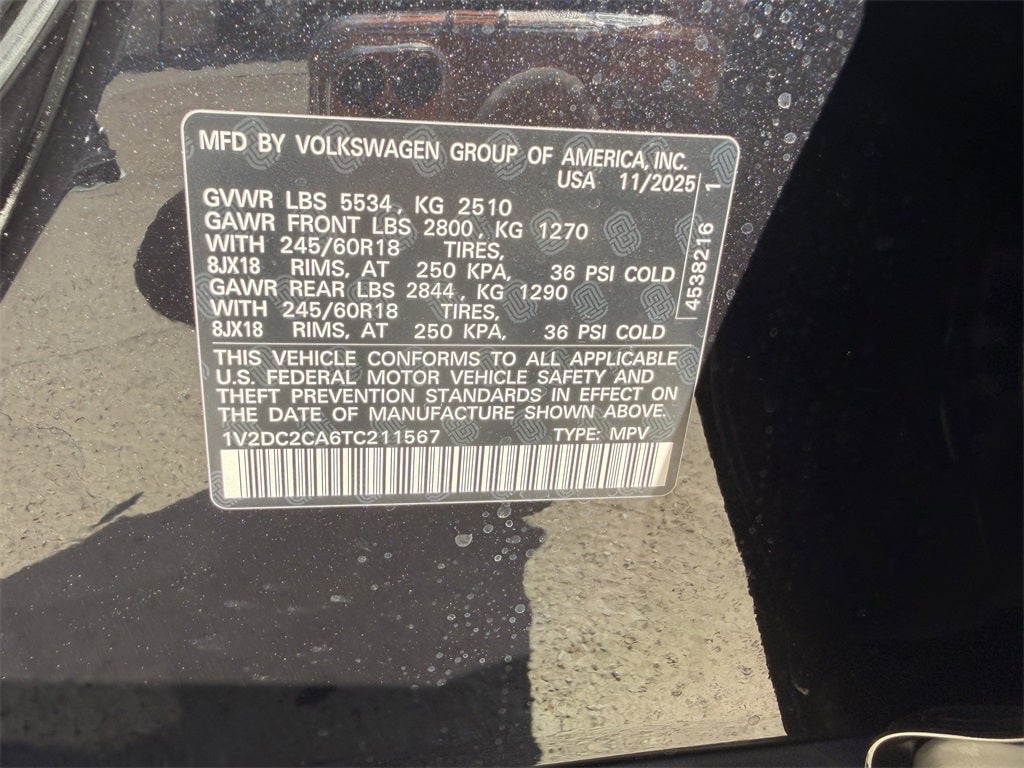 MFD BY VOLKSWAGEN GROUP OF AMERICA, INC.
USA 11/2025
GVWR LBS 5534, KG 2510
GAWR FRONT LBS 2800, KG 1270
WITH 245/60R18 TIRES,
8JX18 RIMS, AT 250 KPA, 36 PSI COLD
GAWR REAR LBS 2844, KG 1290
WITH 245/60R18 TIRES,
8JX18 RIMS, AT 250 KPA, 36 PSI COLD
4538216 1
THIS VEHICLE CONFORMS TO ALL APPLICABLE
U.S. FEDERAL MOTOR VEHICLE SAFETY AND
THEFT PREVENTION STANDARDS IN EFFECT ON
THE DATE OF MANUFACTURE SHOWN ABOVE.
1V2DC2CA6TC211567 TYPE: MPV